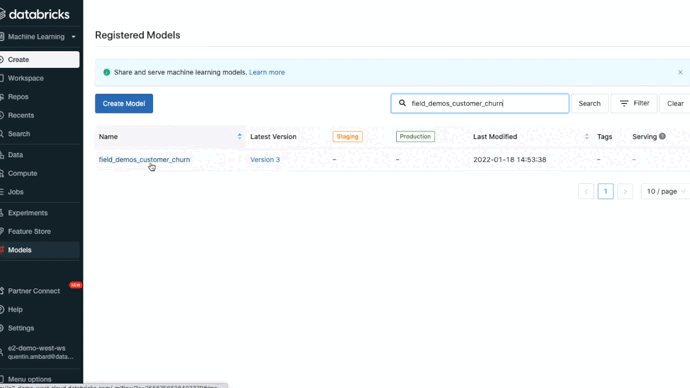 databricks
Registered Models
Machine Learning
Share and serve machine learning models. Learn more
Create
Workspace
Repos
Recents
Search
Data
Compute
Jobs
Experiments
Feature Store
Models
Partner Connect NEW
Help
Settings
e2-demo-west-ws
quentin.ambard@data...
Menu options
Create Model
field_demos_customer_churn
Search
Filter
Clear
Name Latest Version Staging Production Last Modified Tags Serving
field_demos_customer_churn Version 3 – – 2022-01-18 14:53:38 – –
1
10 / page